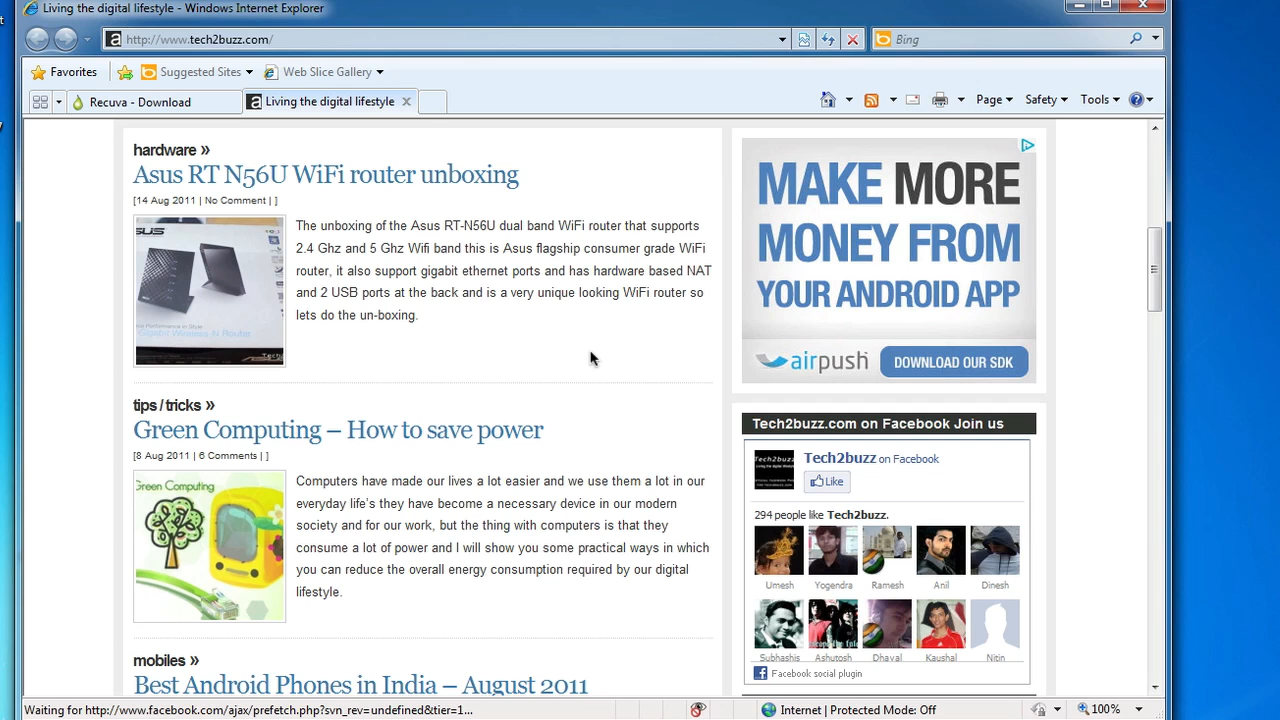 Living the digital lifestyle - Windows Internet Explorer
http://www.tech2buzz.com/
Bing
Favorites
Suggested Sites
Web Slice Gallery
Recuva - Download
Living the digital lifestyle
Page
Safety
Tools
hardware »
Asus RT N56U WiFi router unboxing
[14 Aug 2011 | No Comment | ]
The unboxing of the Asus RT-N56U dual band WiFi router that supports
2.4 Ghz and 5 Ghz Wifi band this is Asus flagship consumer grade WiFi
router, it also support gigabit ethernet ports and has hardware based NAT
and 2 USB ports at the back and is a very unique looking WiFi router so
lets do the un-boxing.
tips / tricks »
Green Computing – How to save power
[8 Aug 2011 | 6 Comments | ]
Green Computing
Computers have made our lives a lot easier and we use them a lot in our
everyday life's they have become a necessary device in our modern
society and for our work, but the thing with computers is that they
consume a lot of power and I will show you some practical ways in which
you can reduce the overall energy consumption required by our digital
lifestyle.
mobiles »
Best Android Phones in India – August 2011
MAKE MORE
MONEY FROM
YOUR ANDROID APP
airpush
DOWNLOAD OUR SDK
Tech2buzz.com on Facebook Join us
Tech2buzz
Tech2buzz on Facebook
Like
294 people like Tech2buzz.
Umesh
Yogendra
Ramesh
Anil
Dinesh
Subhashis
Ashutosh
Dhaval
Kaushal
Nitin
Facebook social plugin
Waiting for http://www.facebook.com/ajax/prefetch.php?svn_rev=undefined&tier=1...
Internet | Protected Mode: Off
100%